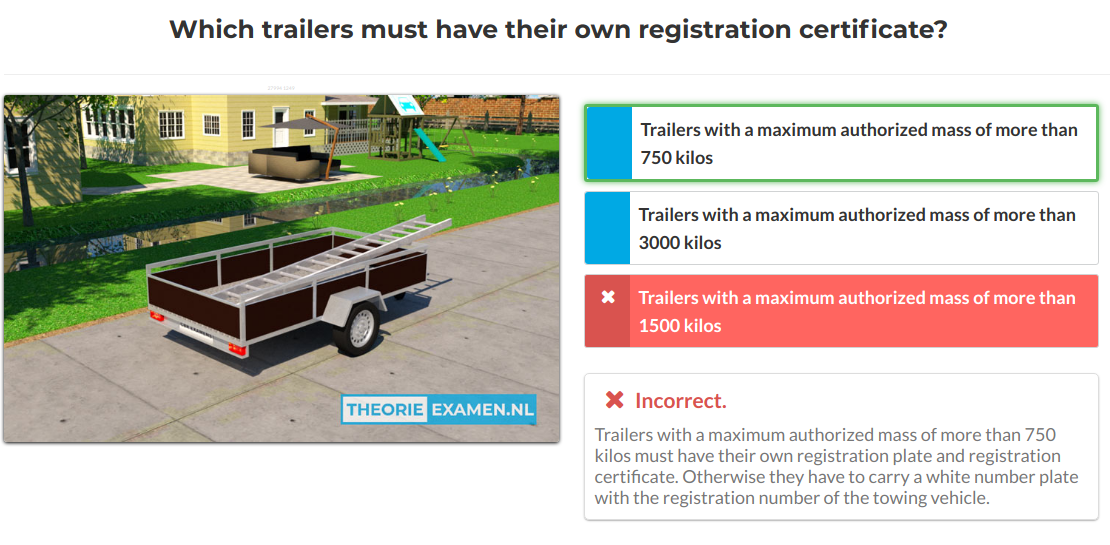 Which trailers must have their own registration certificate?
Trailers with a maximum authorized mass of more than
750 kilos
Trailers with a maximum authorized mass of more than
3000 kilos
Trailers with a maximum authorized mass of more than
1500 kilos
THEORIE EXAMEN.NL
Incorrect.
Trailers with a maximum authorized mass of more than 750
kilos must have their own registration plate and registration
certificate. Otherwise they have to carry a white number plate
with the registration number of the towing vehicle.